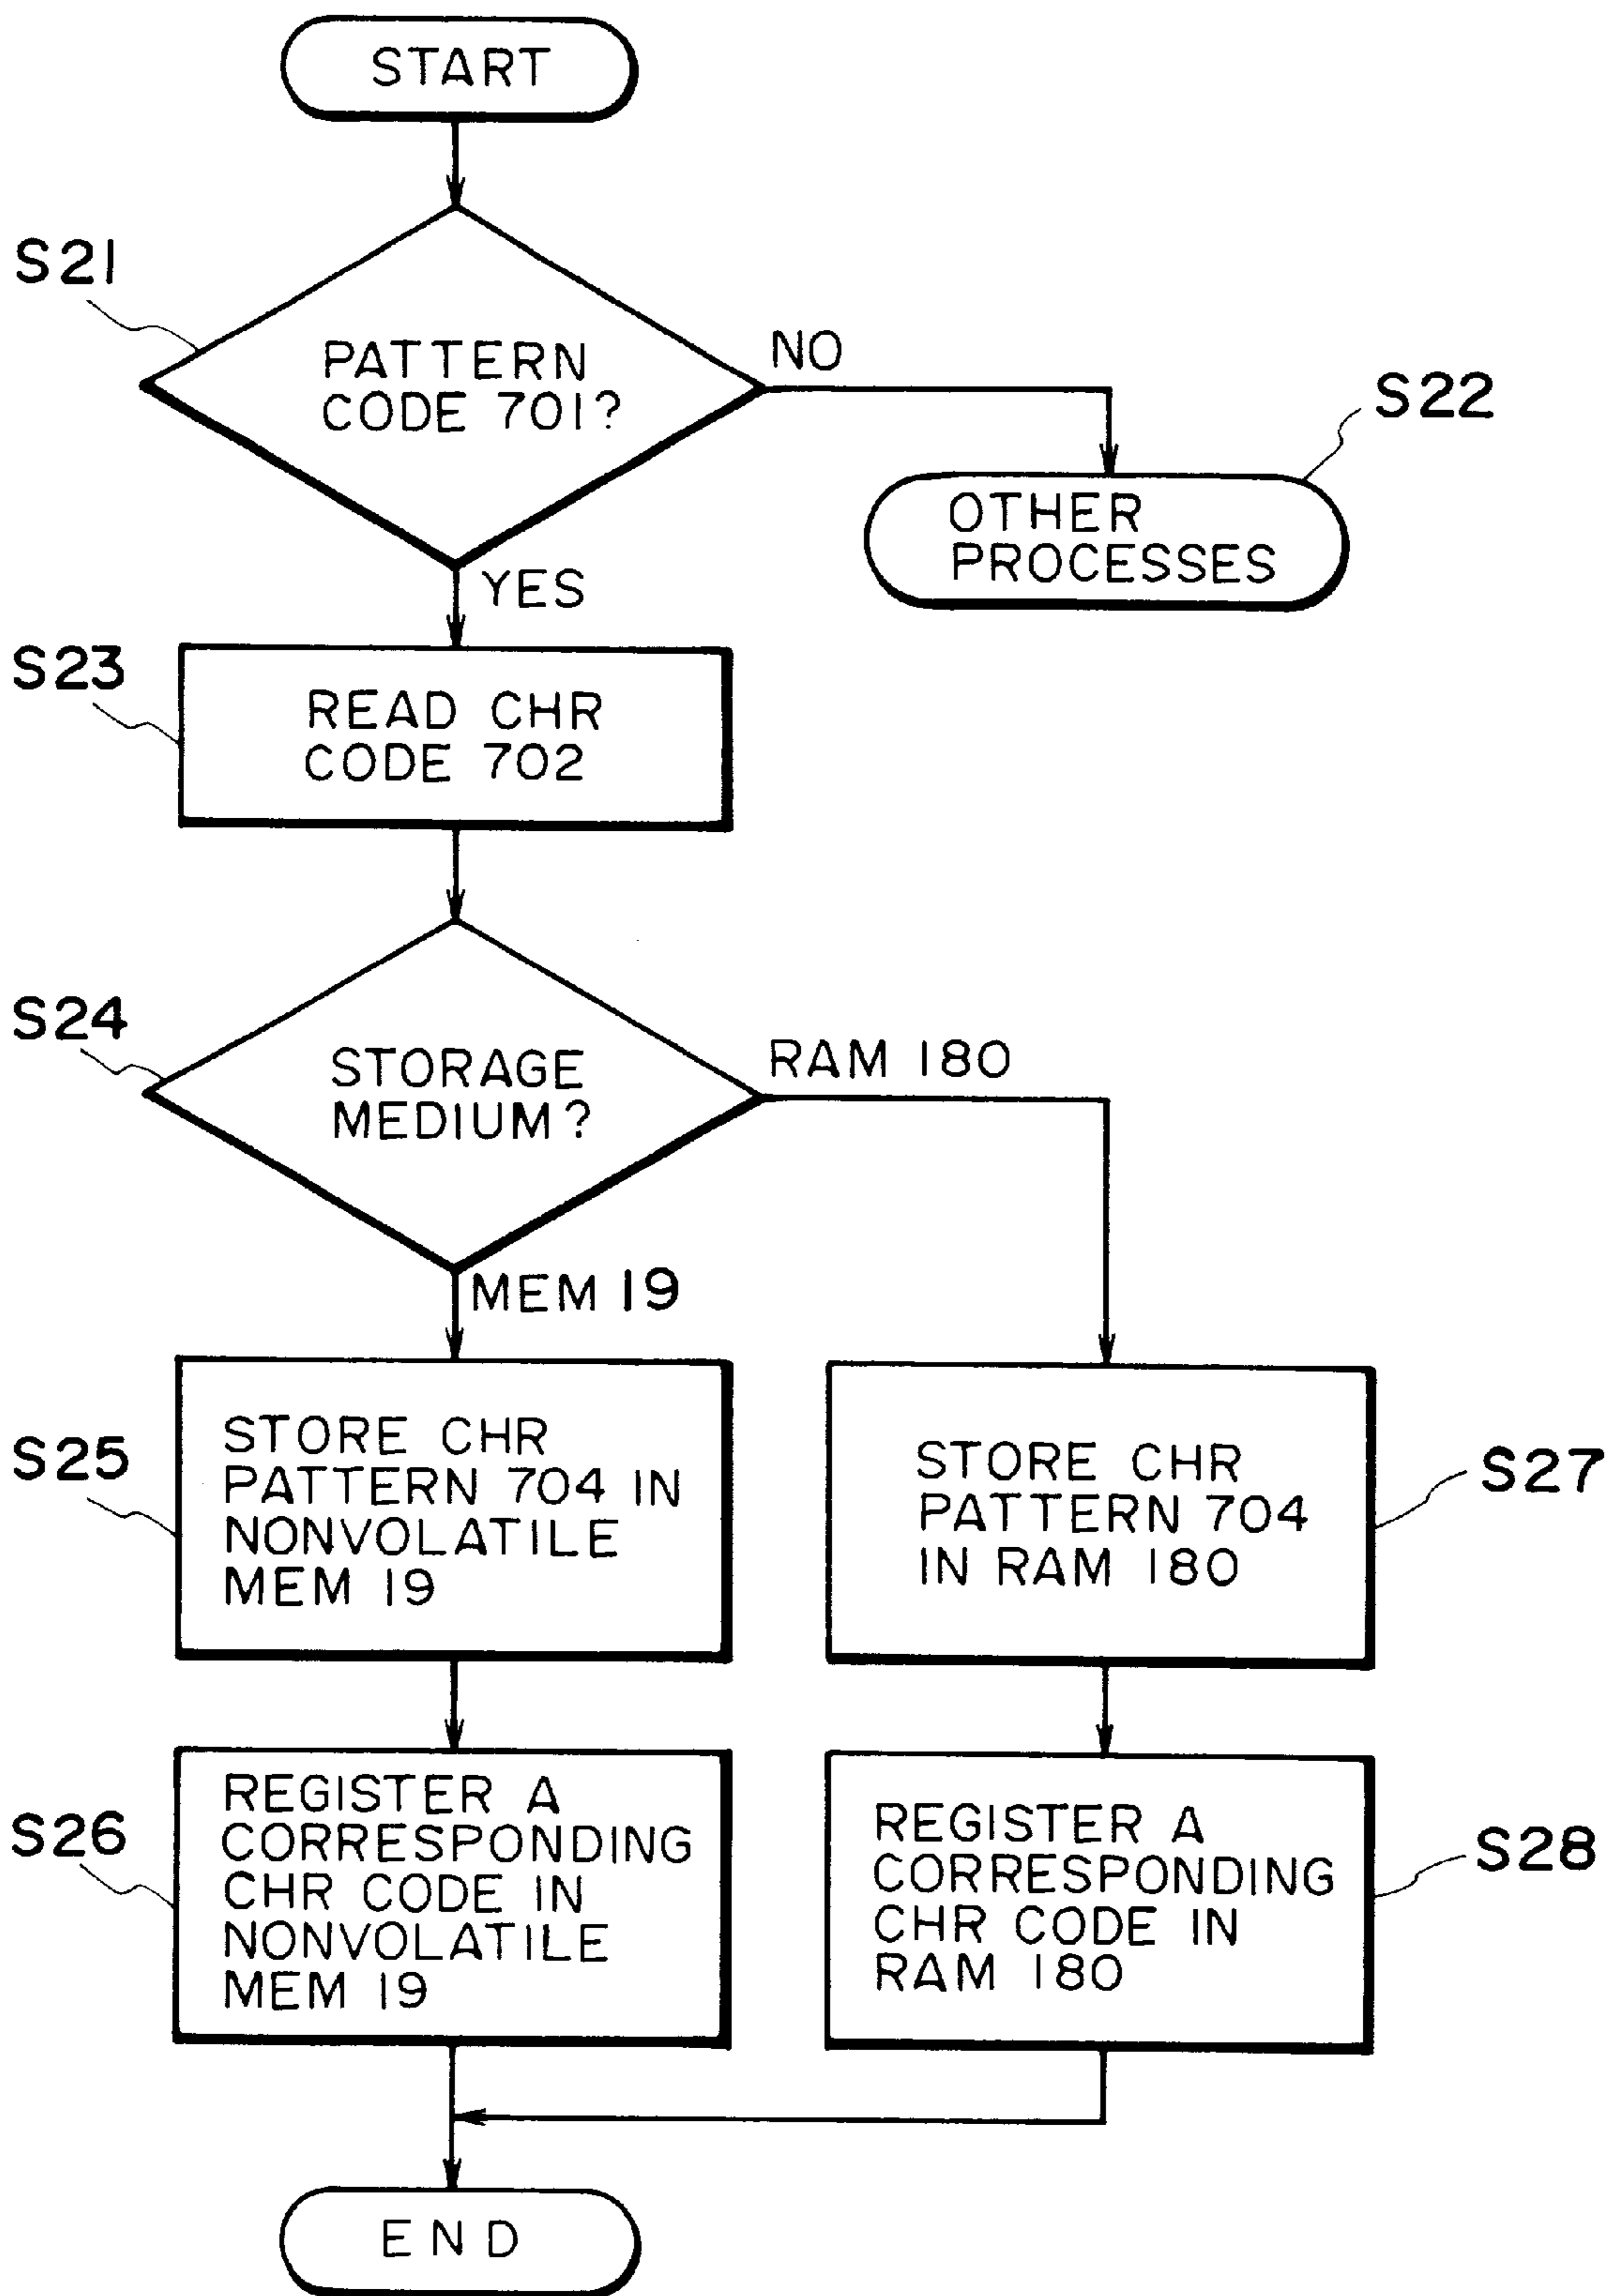 START
S21
PATTERN
CODE 701?
NO
S22
OTHER
PROCESSES
YES
S23
READ CHR
CODE 702
S24
STORAGE
MEDIUM?
RAM 180
MEM 19
S25
STORE CHR
PATTERN 704 IN
NONVOLATILE
MEM 19
STORE CHR
PATTERN 704
IN RAM 180
S27
S26
REGISTER A
CORRESPONDING
CHR CODE IN
NONVOLATILE
MEM 19
REGISTER A
CORRESPONDING
CHR CODE IN
RAM 180
S28
END